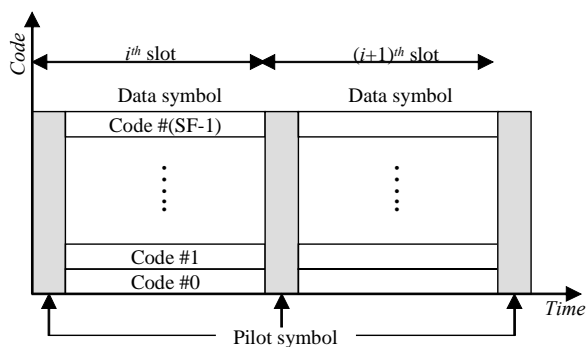 Code
i^th slot
(i+1)^th slot
Data symbol
Data symbol
Code #(SF-1)
Code #1
Code #0
Time
Pilot symbol